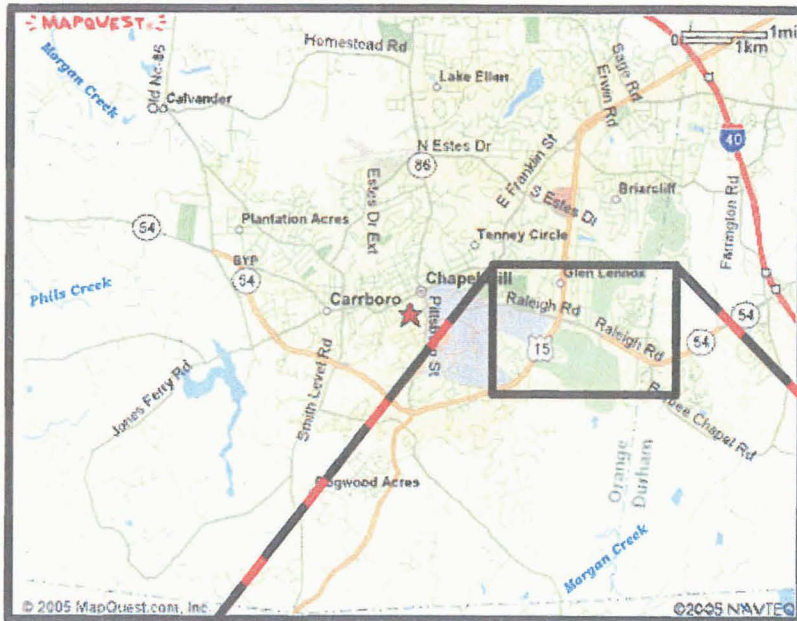 MAPQUEST
Homestead Rd
0 1mi
1km
Morgan Creek
Old Nc-86
Calvander
Lake Ellen
Sage Rd
Erwin Rd
N Estes Dr
86
40
E Franklin St
Estes Dr Ext
S Estes Dr
Briarcliff
Farrington Rd
54
Plantation Acres
Tenney Circle
BYP
54
Phils Creek
Chapel Hill
Glen Lennox
Carrboro
Pittsboro St
Raleigh Rd
54
15
Raleigh Rd
54
Jones Ferry Rd
Smith Level Rd
Barbee Chapel Rd
Dogwood Acres
Orange
Durham
Morgan Creek
© 2005 MapQuest.com, Inc
©2005 NAVTEQ